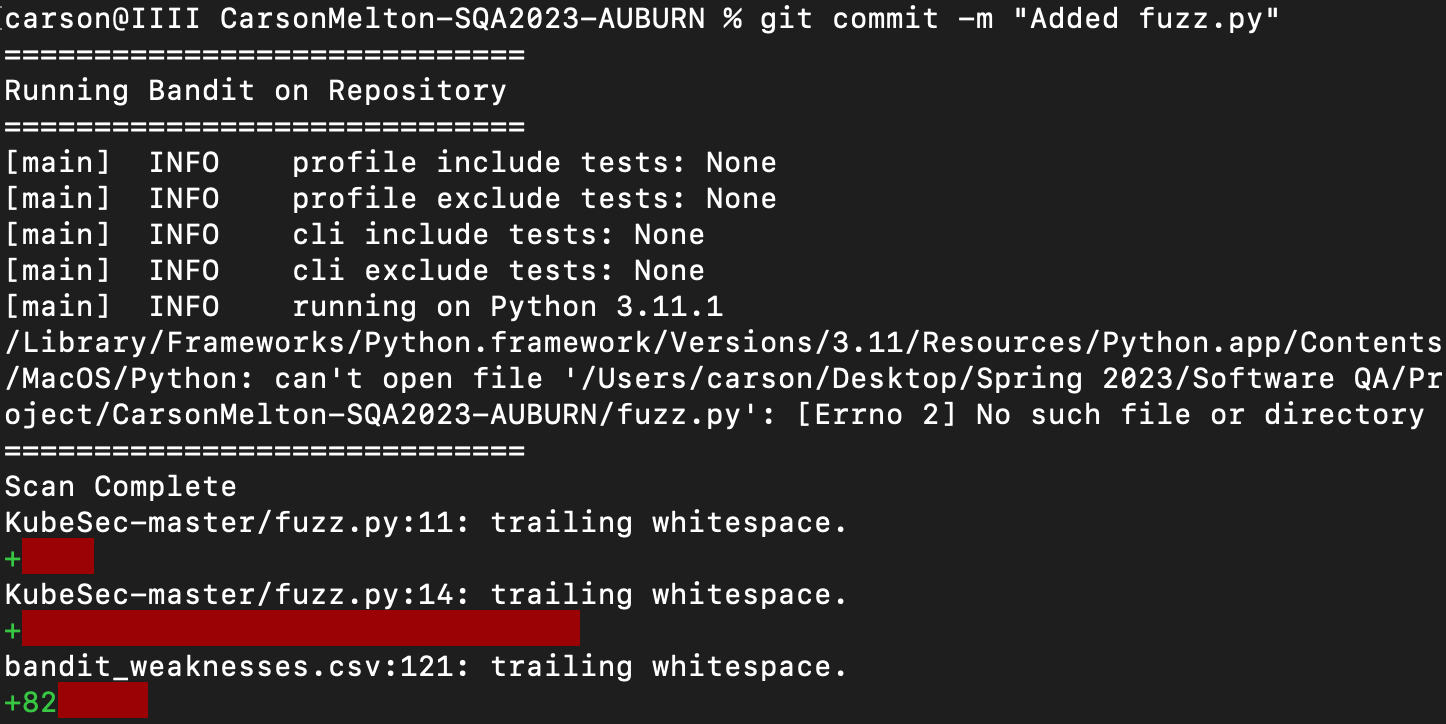 carson@IIII CarsonMelton-SQA2023-AUBURN % git commit -m "Added fuzz.py"
=============================
Running Bandit on Repository
=============================
[main]  INFO    profile include tests: None
[main]  INFO    profile exclude tests: None
[main]  INFO    cli include tests: None
[main]  INFO    cli exclude tests: None
[main]  INFO    running on Python 3.11.1
/Library/Frameworks/Python.framework/Versions/3.11/Resources/Python.app/Contents
/MacOS/Python: can't open file '/Users/carson/Desktop/Spring 2023/Software QA/Pr
oject/CarsonMelton-SQA2023-AUBURN/fuzz.py': [Errno 2] No such file or directory
=============================
Scan Complete
KubeSec-master/fuzz.py:11: trailing whitespace.
+
KubeSec-master/fuzz.py:14: trailing whitespace.
+
bandit_weaknesses.csv:121: trailing whitespace.
+82